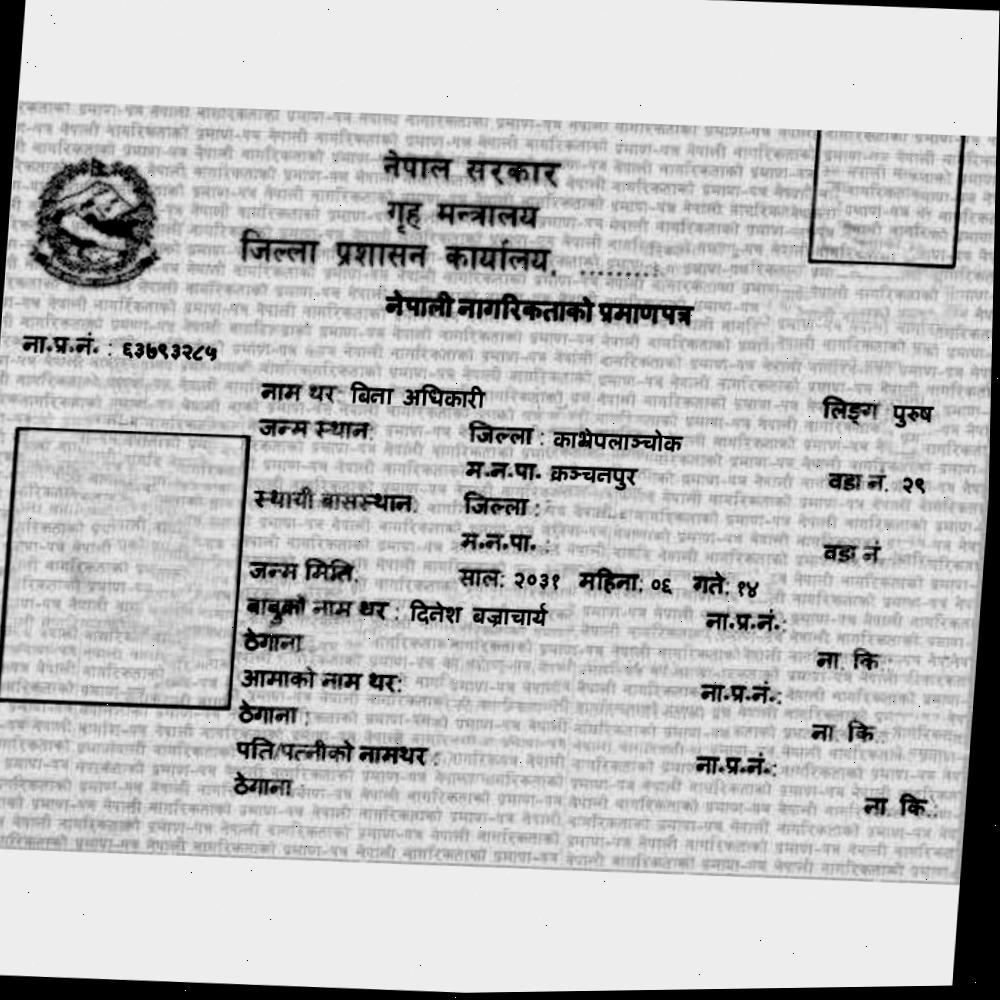 नेपाल सरकार
गृह मन्त्रालय
जिल्ला प्रशासन कार्यालय, .........
नेपाली नागरिकताको प्रमाणपत्र
ना.प्र.नं. : ६३७९३२८५
नाम थर: बिना अधिकारी लिङ्ग पुरुष
जन्म स्थान: जिल्ला : काभ्रेपलाञ्चोक
म.न.पा. कञ्चनपुर वडा नं. २९
स्थायी बासस्थान: जिल्ला :
म.न.पा. : वडा नं
जन्म मिति: साल: २०३१ महिना: ०६ गते: १४
बाबुको नाम थर : दिनेश बज्राचार्य ना.प्र.नं.:
ठेगाना ना. कि.:
आमाको नाम थर: ना.प्र.नं.:
ठेगाना : ना. कि.:
पति/पत्नीको नामथर : ना.प्र.नं.:
ठेगाना : ना. कि.: